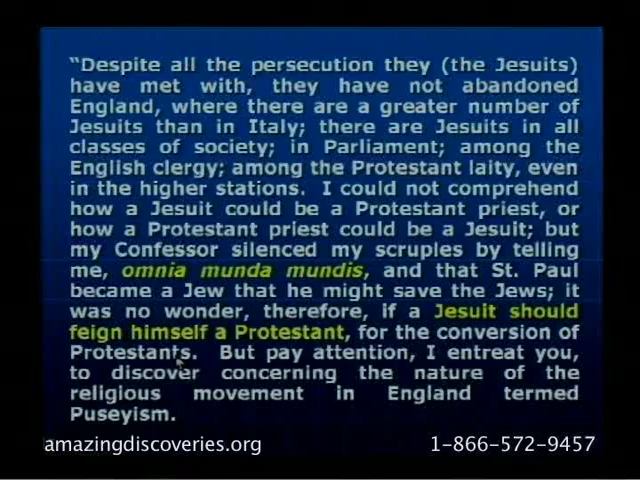 “Despite all the persecution they (the Jesuits)
have met with, they have not abandoned
England, where there are a greater number of
Jesuits than in Italy; there are Jesuits in all
classes of society; in Parliament; among the
English clergy; among the Protestant laity, even
in the higher stations. I could not comprehend
how a Jesuit could be a Protestant priest, or
how a Protestant priest could be a Jesuit; but
my Confessor silenced my scruples by telling
me, omnia munda mundis, and that St. Paul
became a Jew that he might save the Jews; it
was no wonder, therefore, if a Jesuit should
feign himself a Protestant, for the conversion of
Protestants. But pay attention, I entreat you,
to discover concerning the nature of the
religious movement in England termed
Puseyism.
amazingdiscoveries.org 1-866-572-9457